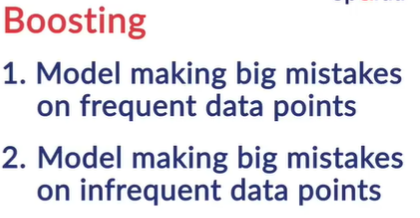 Boosting
1. Model making big mistakes
on frequent data points
2. Model making big mistakes
on infrequent data points